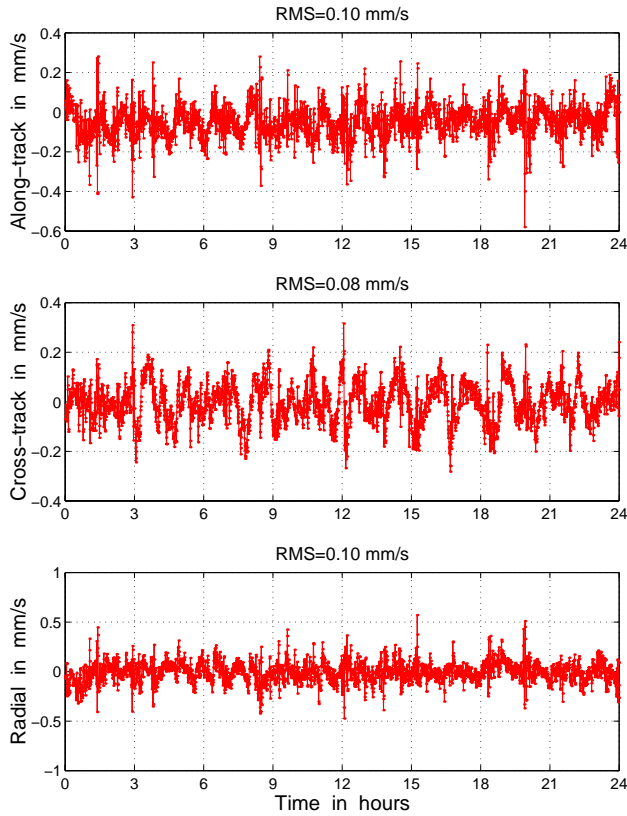 RMS=0.10 mm/s
Along−track in mm/s
0.4
0.2
0
−0.2
−0.4
−0.6
0 3 6 9 12 15 18 21 24
RMS=0.08 mm/s
Cross−track in mm/s
0.4
0.2
0
−0.2
−0.4
0 3 6 9 12 15 18 21 24
RMS=0.10 mm/s
Radial in mm/s
1
0.5
0
−0.5
−1
0 3 6 9 12 15 18 21 24
Time in hours